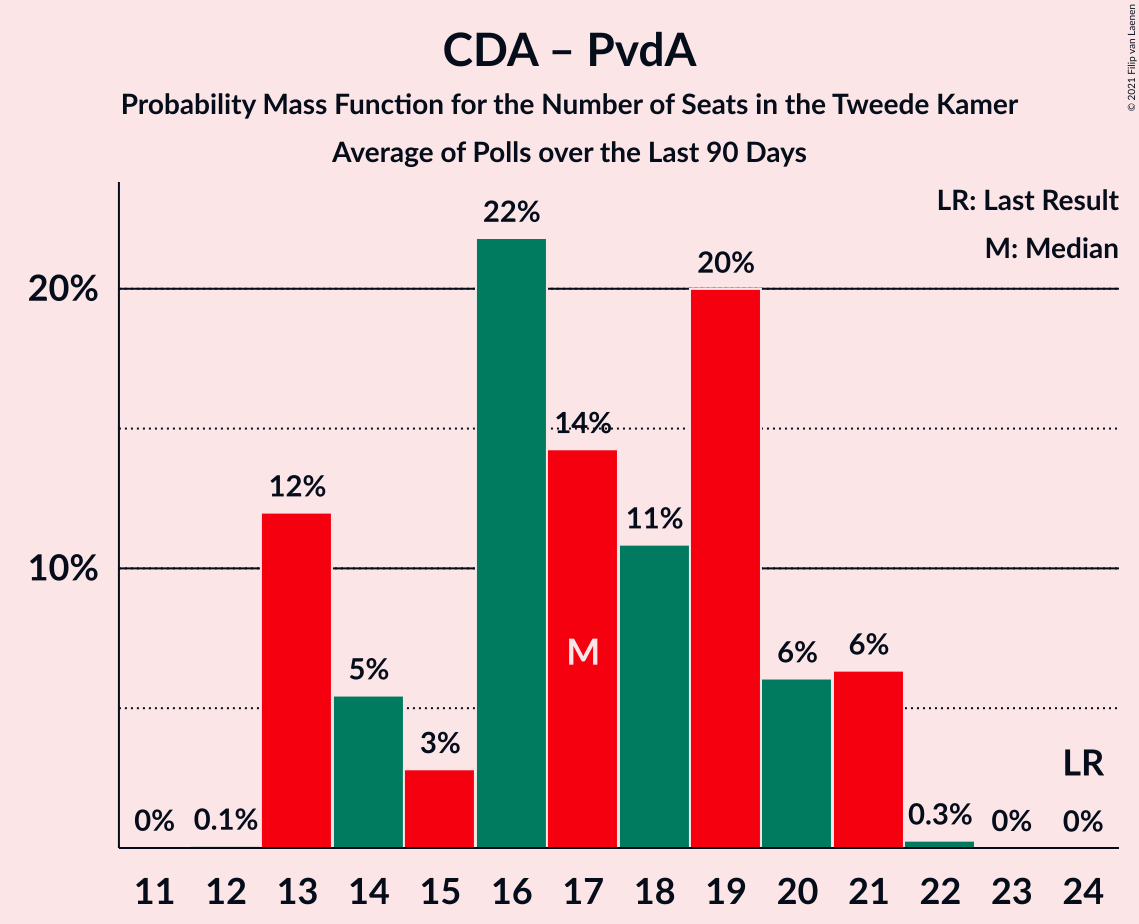 CDA – PvdA
Probability Mass Function for the Number of Seats in the Tweede Kamer
Average of Polls over the Last 90 Days
© 2021 Filip van Laenen
LR: Last Result
M: Median
22%
20%
20%
14%
12%
11%
10%
M
6%
6%
5%
3%
LR
0%
0.1%
0.3%
0%
0%
11 12 13 14 15 16 17 18 19 20 21 22 23 24